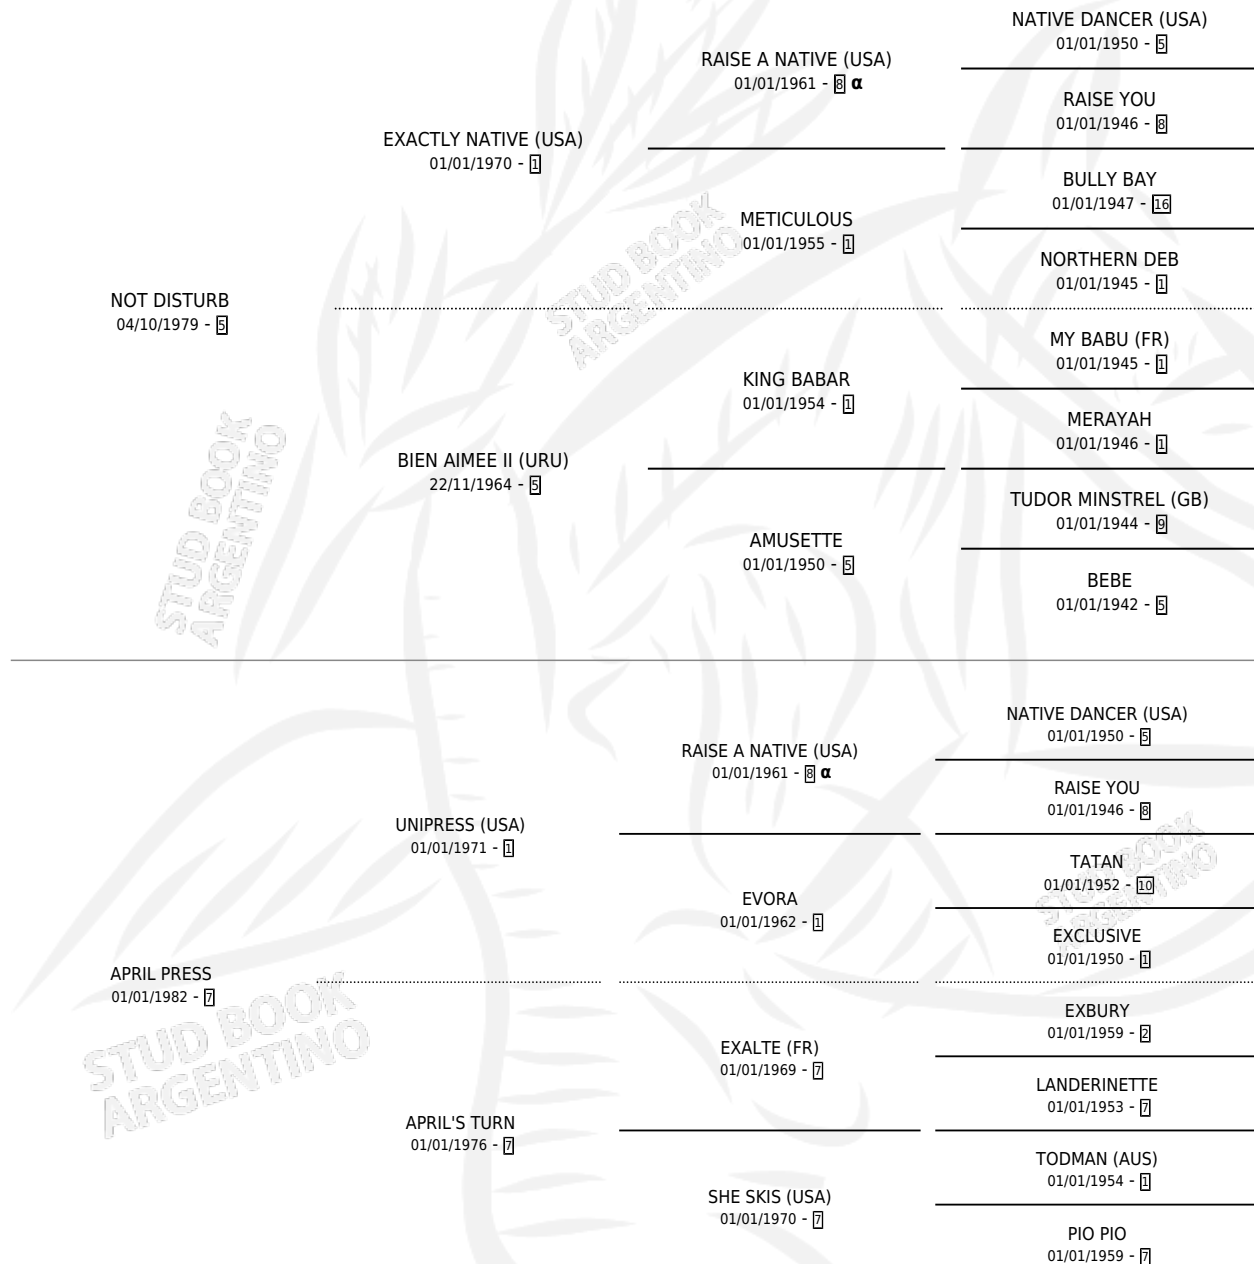 NATIVE DANCER (USA)
01/01/1950 - 5
RAISE A NATIVE (USA)
01/01/1961 - 8 α
RAISE YOU
01/01/1946 - 8
EXACTLY NATIVE (USA)
01/01/1970 - 1
BULLY BAY
01/01/1947 - 16
METICULOUS
01/01/1955 - 1
NORTHERN DEB
01/01/1945 - 1
NOT DISTURB
04/10/1979 - 5
MY BABU (FR)
01/01/1945 - 1
KING BABAR
01/01/1954 - 1
MERAYAH
01/01/1946 - 1
BIEN AIMEE II (URU)
22/11/1964 - 5
TUDOR MINSTREL (GB)
01/01/1944 - 9
AMUSETTE
01/01/1950 - 5
BEBE
01/01/1942 - 5
NATIVE DANCER (USA)
01/01/1950 - 5
RAISE A NATIVE (USA)
01/01/1961 - 8 α
RAISE YOU
01/01/1946 - 8
UNIPRESS (USA)
01/01/1971 - 1
TATAN
01/01/1952 - 10
EVORA
01/01/1962 - 1
EXCLUSIVE
01/01/1950 - 1
APRIL PRESS
01/01/1982 - 7
EXBURY
01/01/1959 - 2
EXALTE (FR)
01/01/1969 - 7
LANDERINETTE
01/01/1953 - 7
APRIL'S TURN
01/01/1976 - 7
TODMAN (AUS)
01/01/1954 - 1
SHE SKIS (USA)
01/01/1970 - 7
PIO PIO
01/01/1959 - 7
STUD BOOK
ARGENTINO
STUD BOOK
ARGENTINO
STUD BOOK
ARGENTINO
STUD BOOK
ARGENTINO